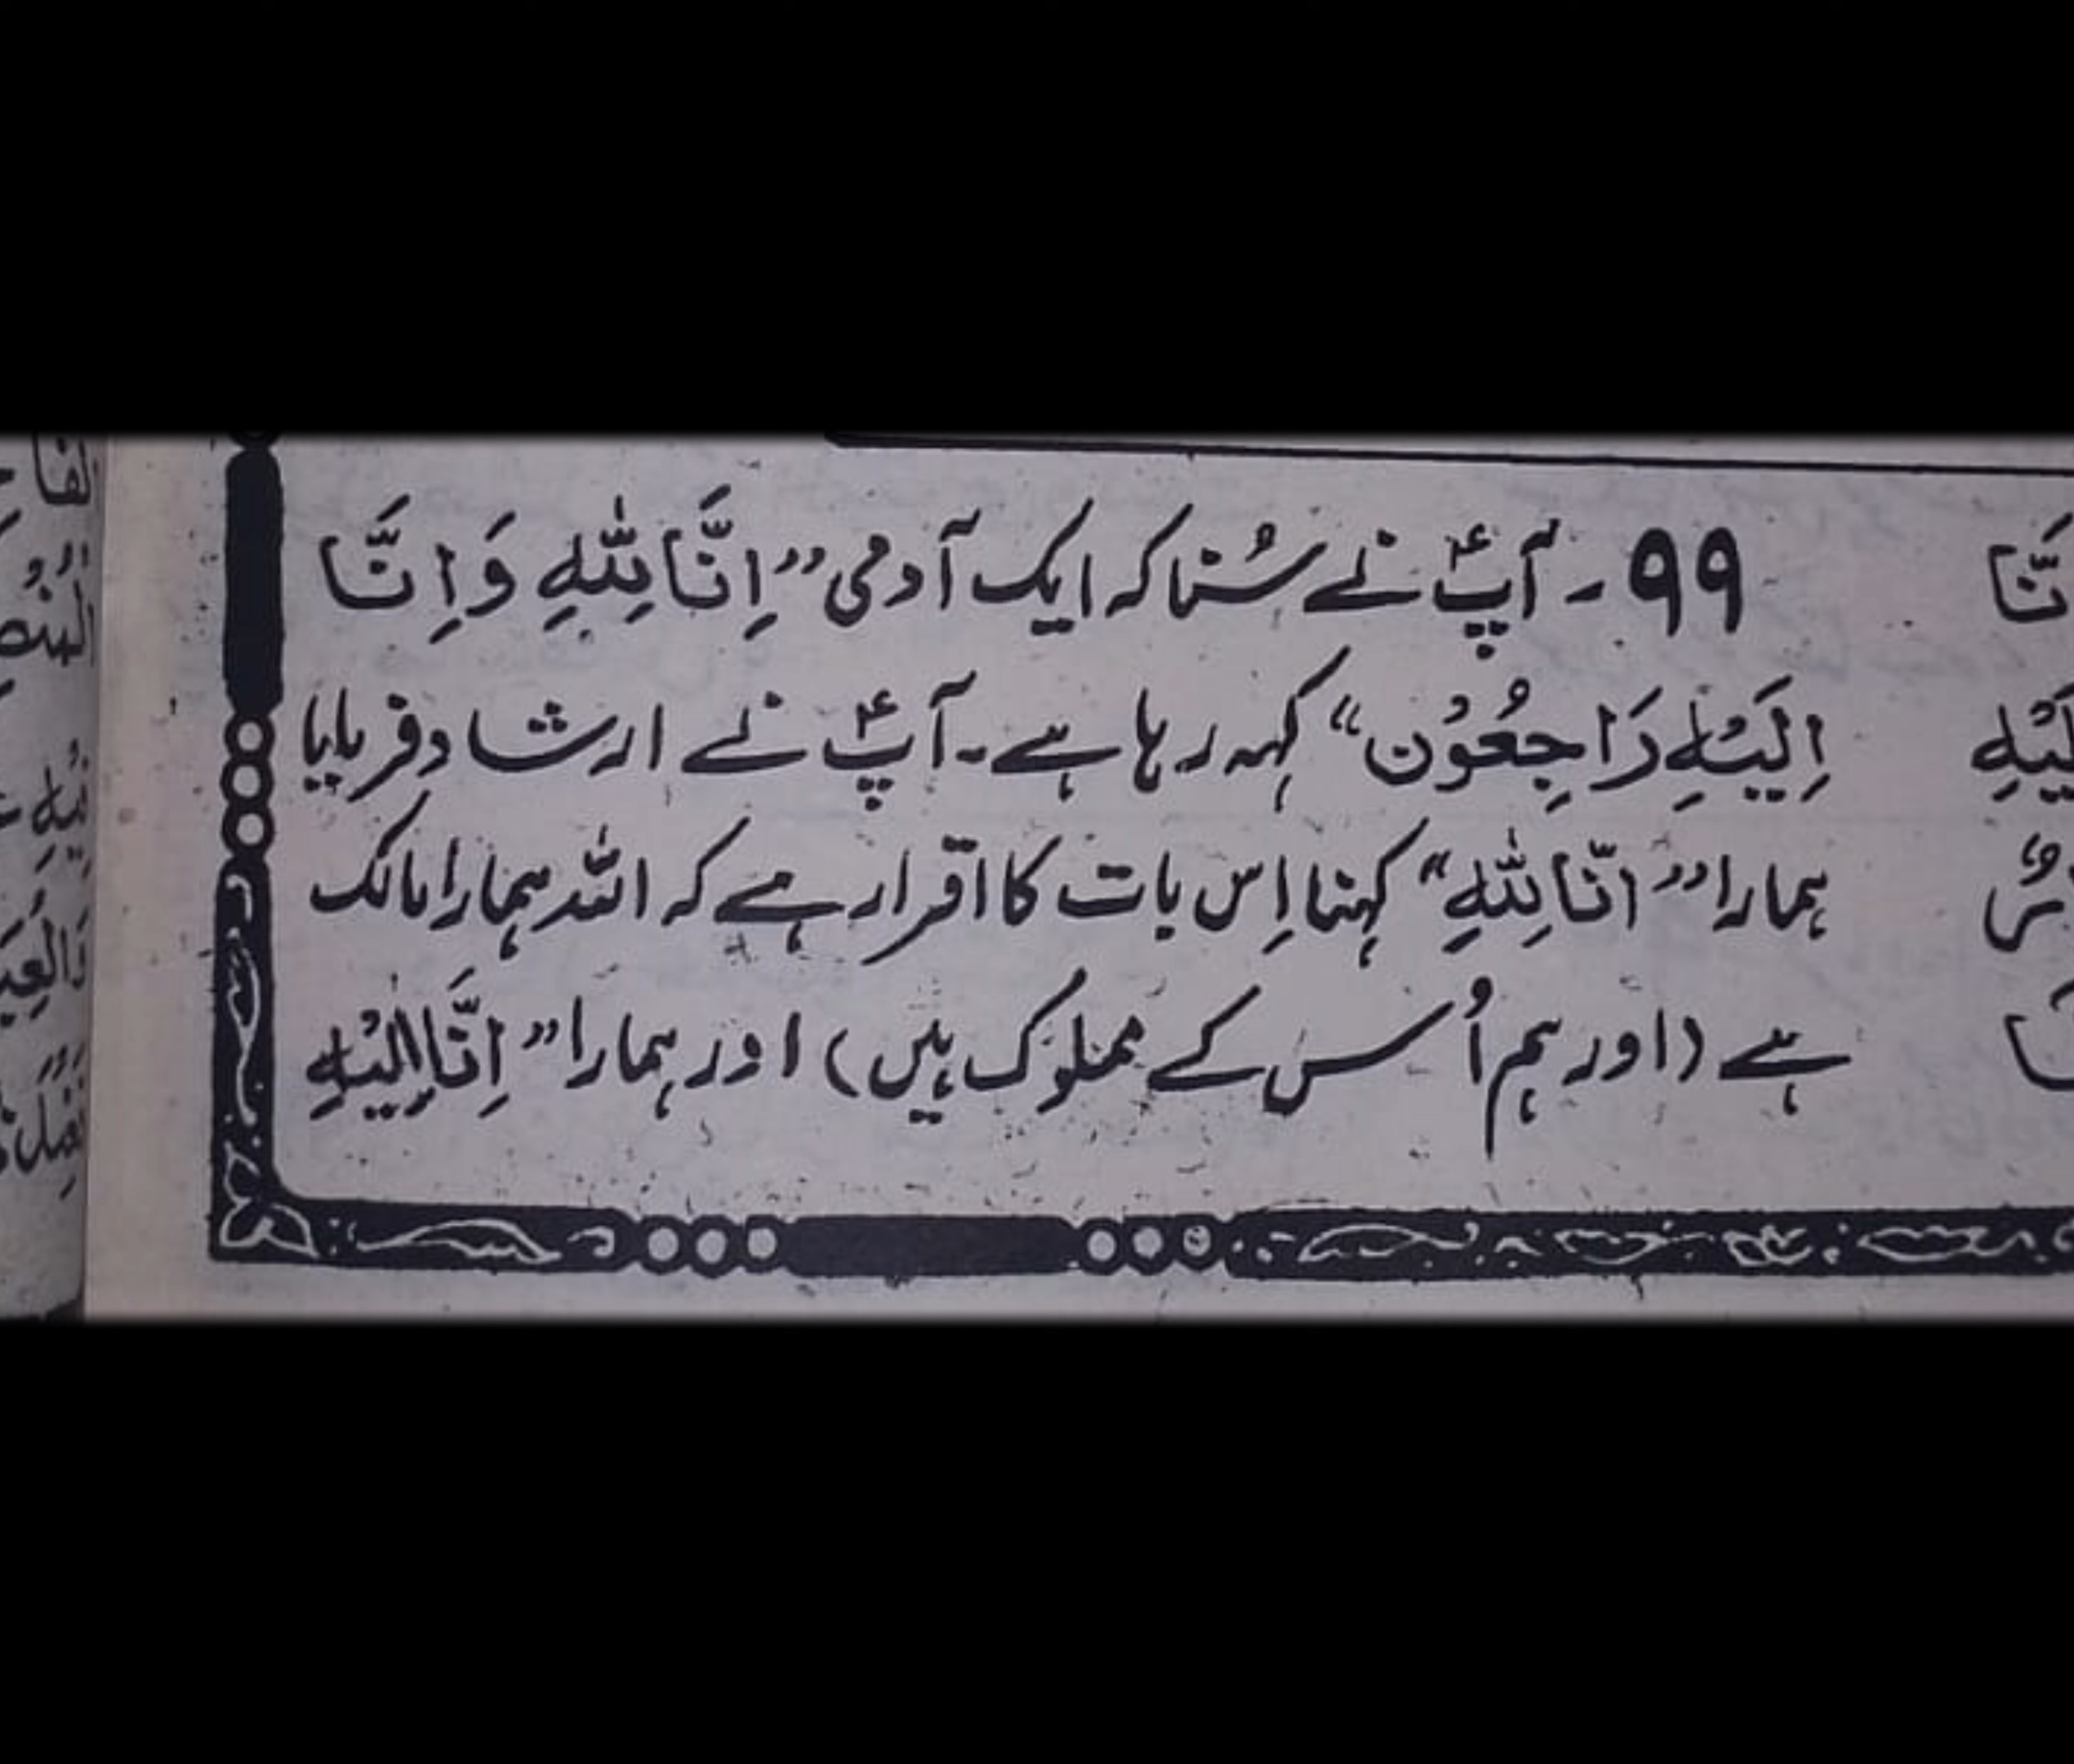 ۹۹۔ آپؑ نے سُنا کہ ایک آدمی ”اِنَّا لِلّٰهِ وَاِنَّا
اِلَیْهِ رَاجِعُوْن“ کہہ رہا ہے۔ آپؑ نے ارشاد فرمایا
ہمارا ”انّا لِلّٰهِ“ کہنا اِس بات کا اقرار ہے کہ اللہ ہمارا مالک
ہے (اور ہم اُس کے مملوک ہیں) اور ہمارا ”اِنَّا اِلَیْهِ